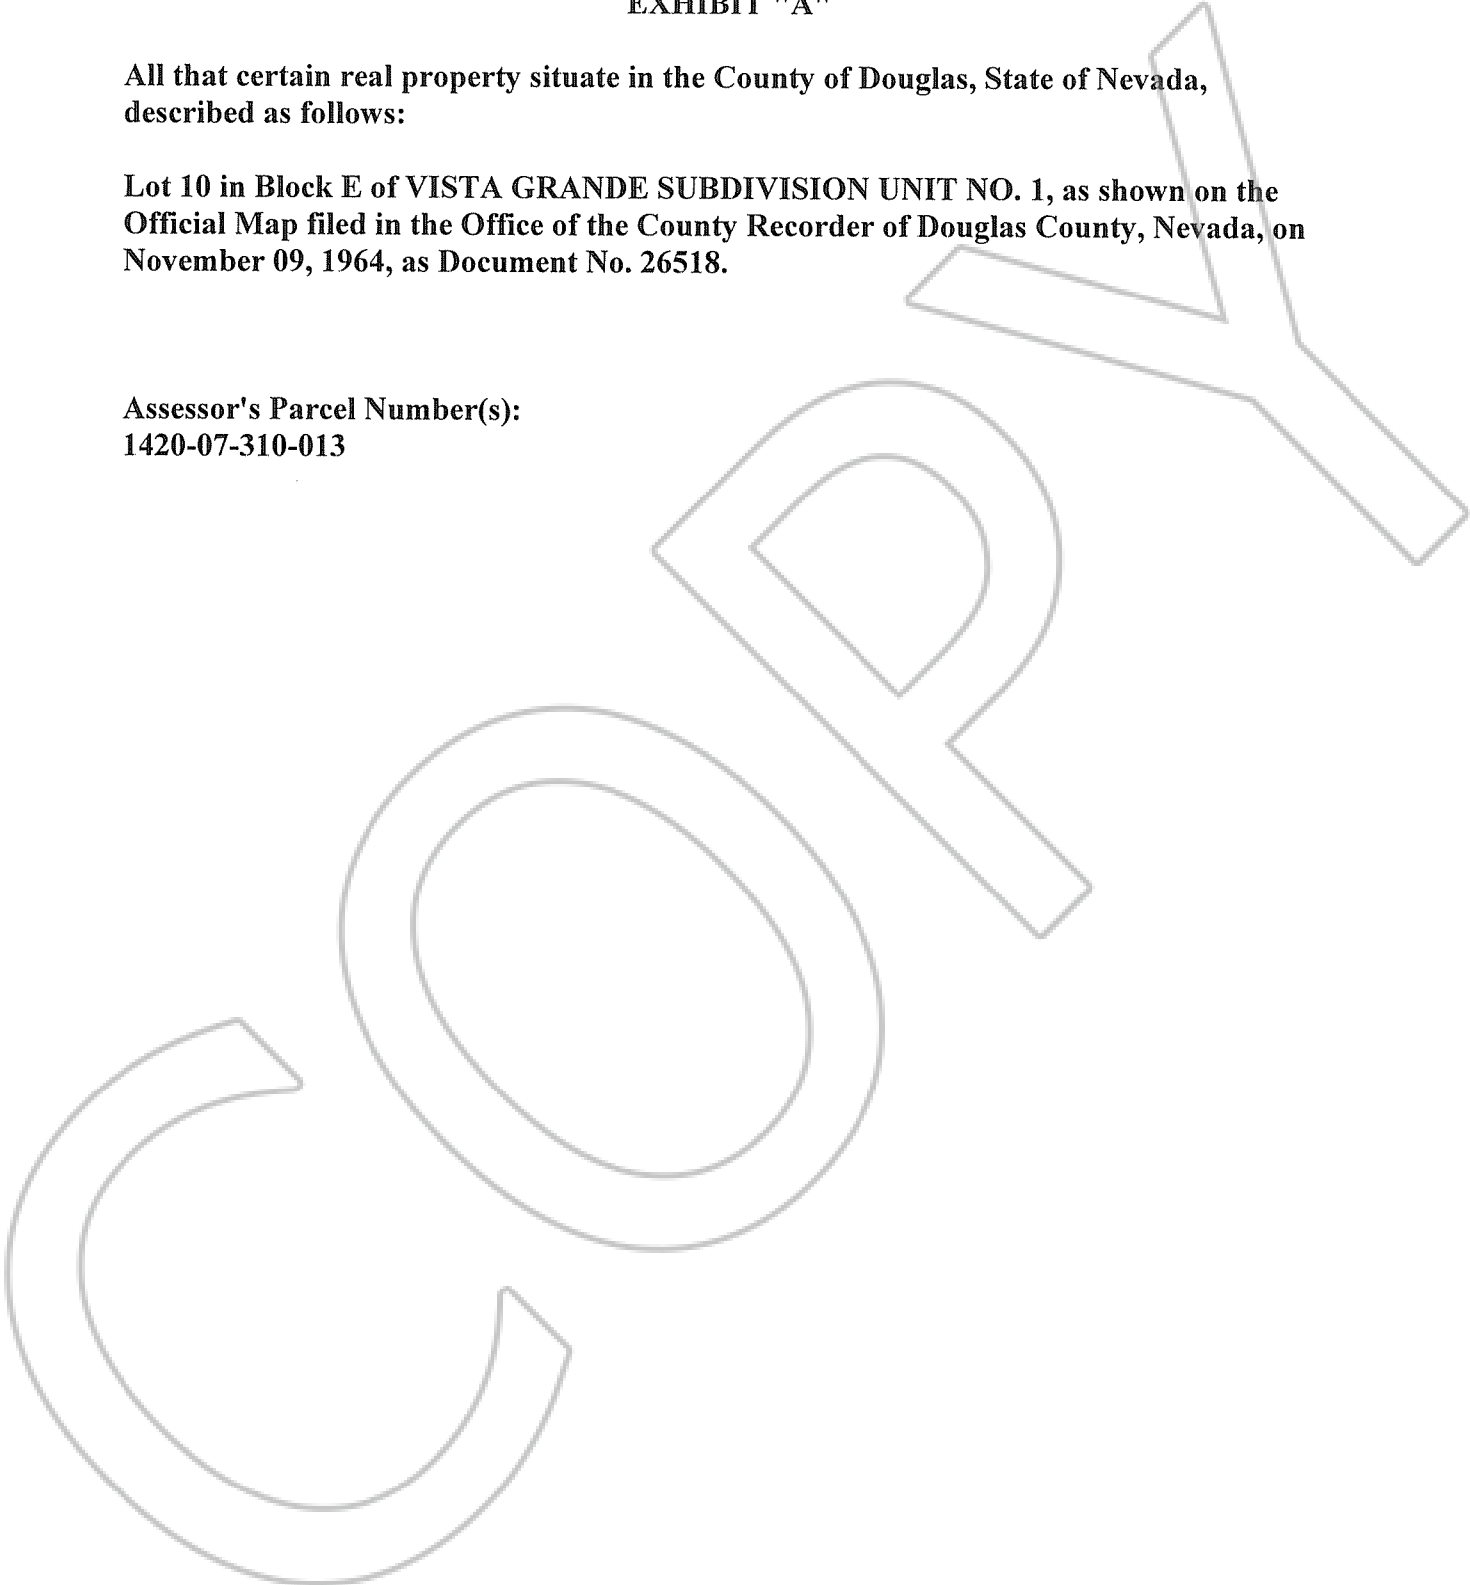 EXHIBIT "A"
All that certain real property situate in the County of Douglas, State of Nevada,
described as follows:
Lot 10 in Block E of VISTA GRANDE SUBDIVISION UNIT NO. 1, as shown on the
Official Map filed in the Office of the County Recorder of Douglas County, Nevada, on
November 09, 1964, as Document No. 26518.
Assessor's Parcel Number(s):
1420-07-310-013
COPY